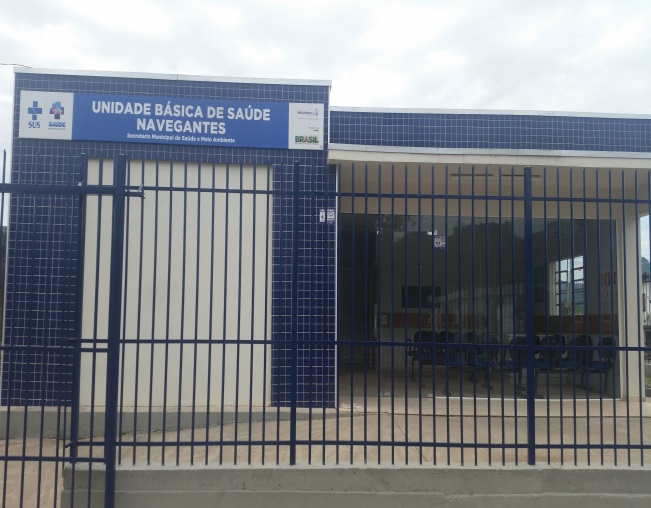 SUS
SAÚDE
UNIDADE BÁSICA DE SAÚDE
NAVEGANTES
Secretaria Municipal de Saúde e Meio Ambiente
BRASIL